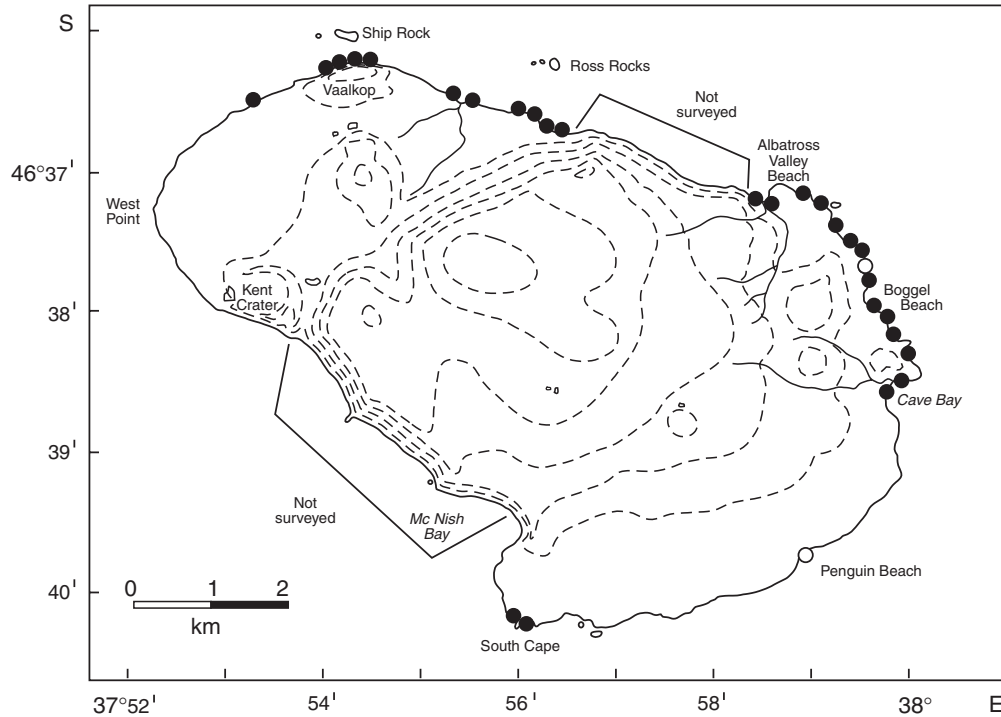 S
Ship Rock
Ross Rocks
Vaalkop
Not
surveyed
Albatross
Valley
Beach
46°37'
West
Point
Kent
Crater
38'
Boggel
Beach
Cave Bay
39'
Not
surveyed
Mc Nish
Bay
Penguin Beach
40'
0 1 2
km
South Cape
37°52' 54' 56' 58' 38° E